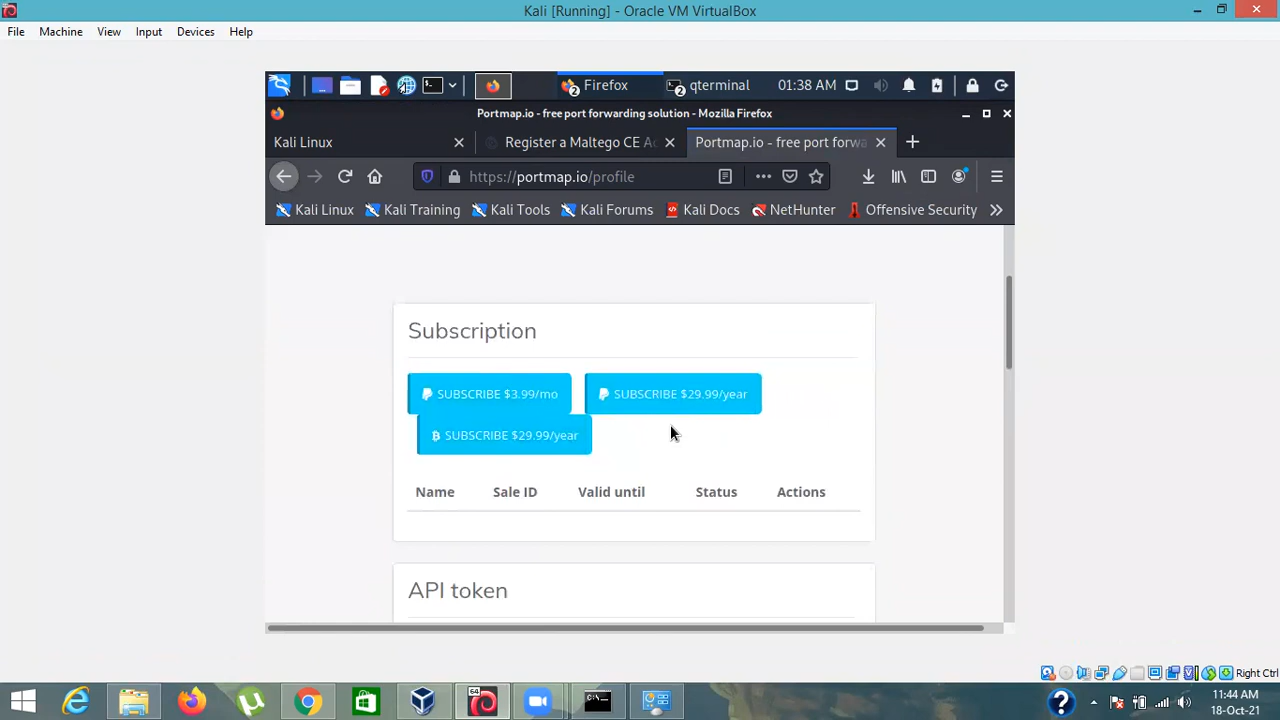 Kali [Running] - Oracle VM VirtualBox
File Machine View Input Devices Help
Firefox
qterminal
01:38 AM
Portmap.io - free port forwarding solution - Mozilla Firefox
Kali Linux
Register a Maltego CE Ac
Portmap.io - free port forwa
https://portmap.io/profile
Kali Linux Kali Training Kali Tools Kali Forums Kali Docs NetHunter Offensive Security
Subscription
SUBSCRIBE $3.99/mo
SUBSCRIBE $29.99/year
SUBSCRIBE $29.99/year
Name Sale ID Valid until Status Actions
API token
Right Ctrl
11:44 AM
18-Oct-21